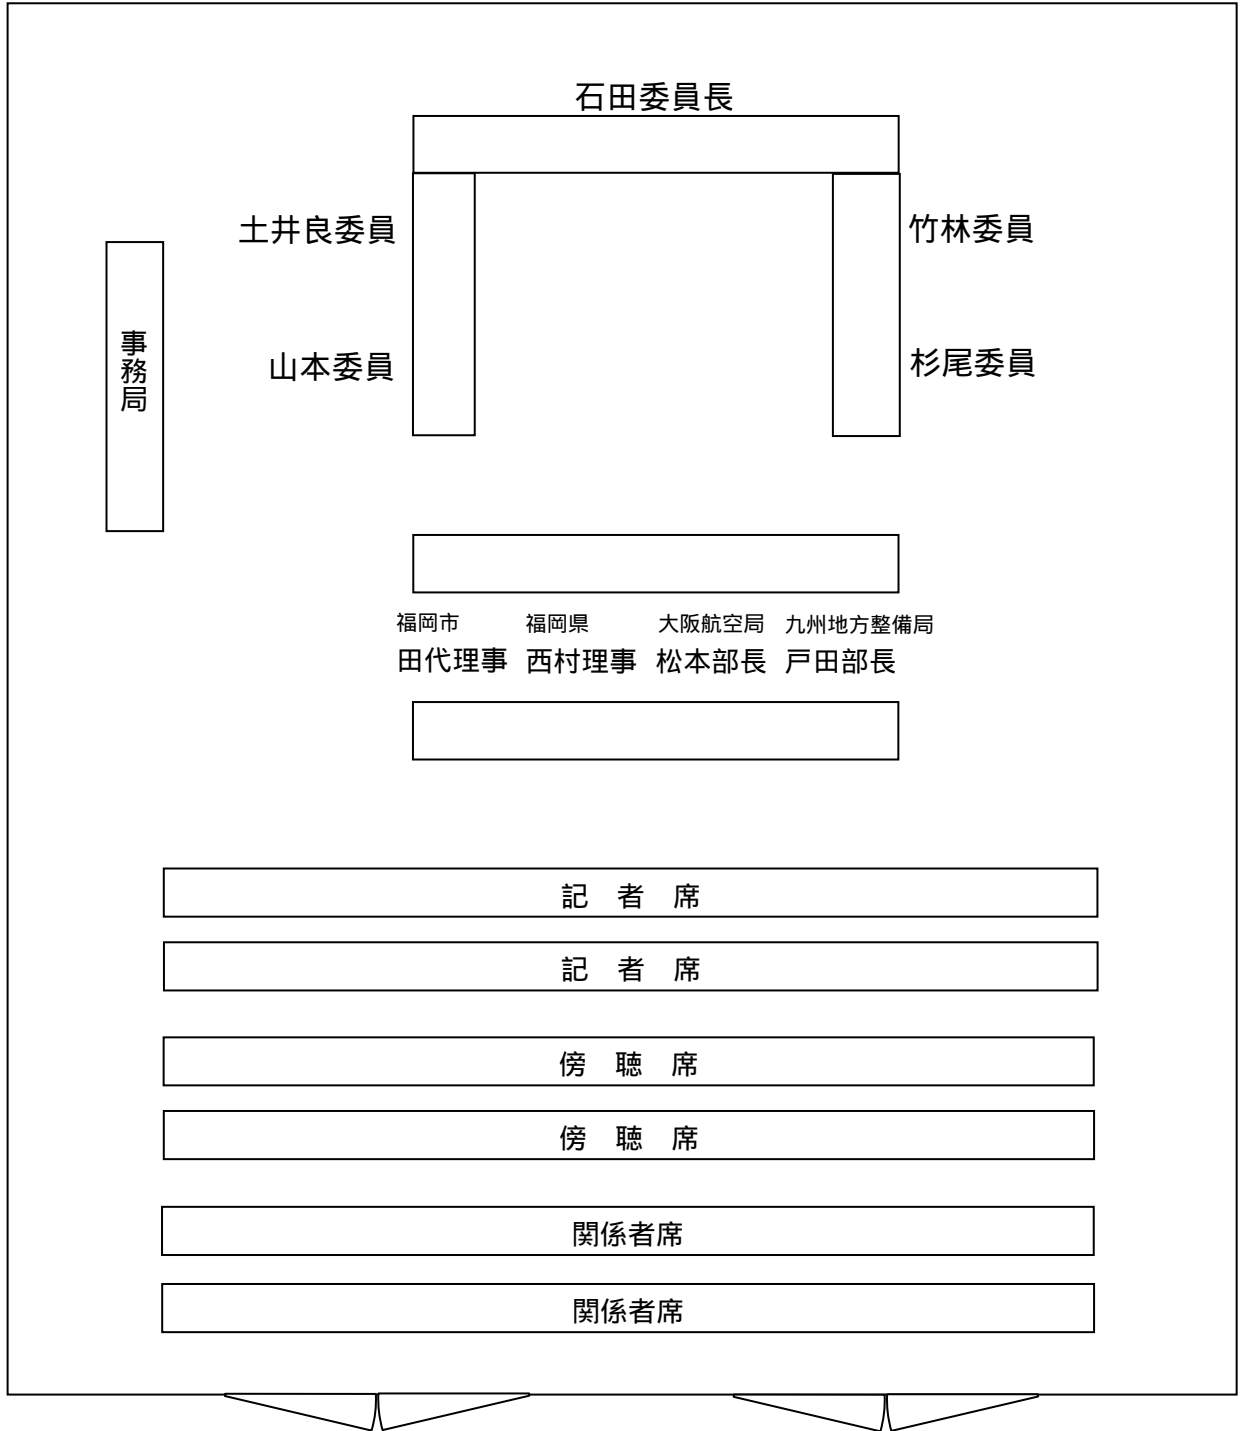 石田委員長
土井良委員
竹林委員
事務局
山本委員
杉尾委員
福岡市 福岡県 大阪航空局 九州地方整備局
田代理事 西村理事 松本部長 戸田部長
記 者 席
記 者 席
傍 聴 席
傍 聴 席
関係者席
関係者席